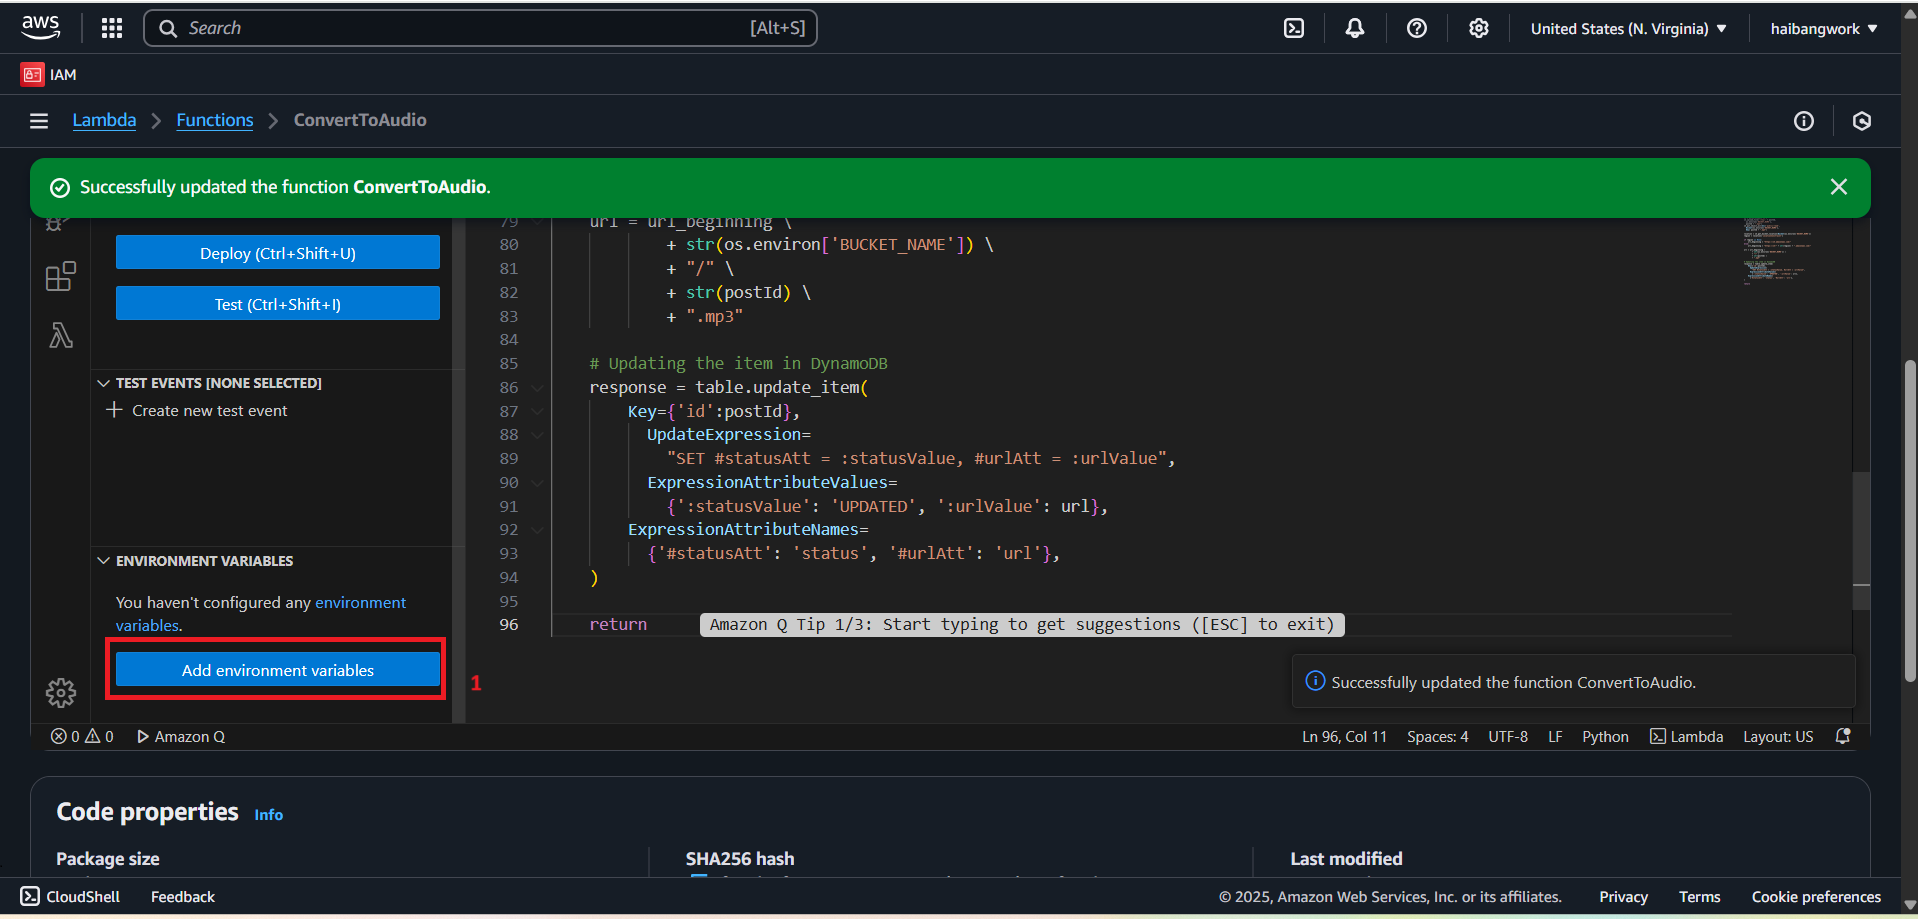 aws
Search [Alt+S]
United States (N. Virginia) ▼
haibangwork ▼
IAM
Lambda > Functions > ConvertToAudio
Successfully updated the function ConvertToAudio.
Deploy (Ctrl+Shift+U)
Test (Ctrl+Shift+I)
TEST EVENTS [NONE SELECTED]
+ Create new test event
ENVIRONMENT VARIABLES
You haven't configured any environment
variables.
Add environment variables
1
79 url = url_beginning \
80 + str(os.environ['BUCKET_NAME']) \
81 + "/" \
82 + str(postId) \
83 + ".mp3"
84
85 # Updating the item in DynamoDB
86 response = table.update_item(
87 Key={'id':postId},
88 UpdateExpression=
89 "SET #statusAtt = :statusValue, #urlAtt = :urlValue",
90 ExpressionAttributeValues=
91 {':statusValue': 'UPDATED', ':urlValue': url},
92 ExpressionAttributeNames=
93 {'#statusAtt': 'status', '#urlAtt': 'url'},
94 )
95
96 return Amazon Q Tip 1/3: Start typing to get suggestions ([ESC] to exit)
Successfully updated the function ConvertToAudio.
0 0 Amazon Q
Ln 96, Col 11 Spaces: 4 UTF-8 LF Python Lambda Layout: US
Code properties Info
Package size
SHA256 hash
Last modified
CloudShell Feedback
© 2025, Amazon Web Services, Inc. or its affiliates. Privacy Terms Cookie preferences